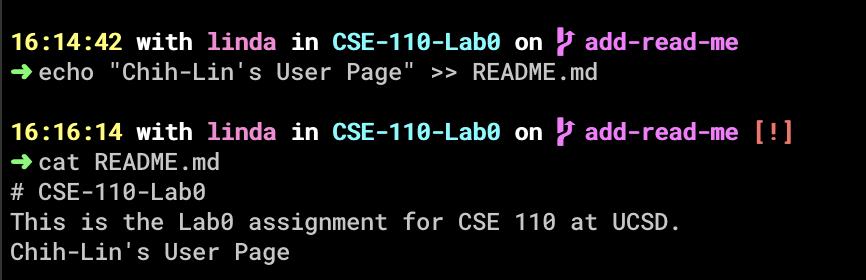 16:14:42 with linda in CSE-110-Lab0 on add-read-me
➜ echo "Chih-Lin's User Page" >> README.md
16:16:14 with linda in CSE-110-Lab0 on add-read-me [!]
➜ cat README.md
# CSE-110-Lab0
This is the Lab0 assignment for CSE 110 at UCSD.
Chih-Lin's User Page